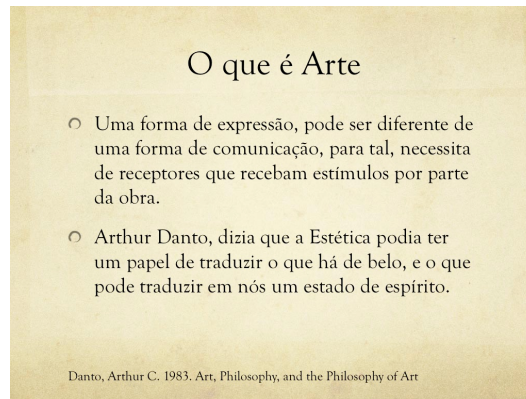 O que é Arte
Uma forma de expressão, pode ser diferente de
uma forma de comunicação, para tal, necessita
de receptores que recebam estímulos por parte
da obra.
Arthur Danto, dizia que a Estética podia ter
um papel de traduzir o que há de belo, e o que
pode traduzir em nós um estado de espírito.
Danto, Arthur C. 1983. Art, Philosophy, and the Philosophy of Art